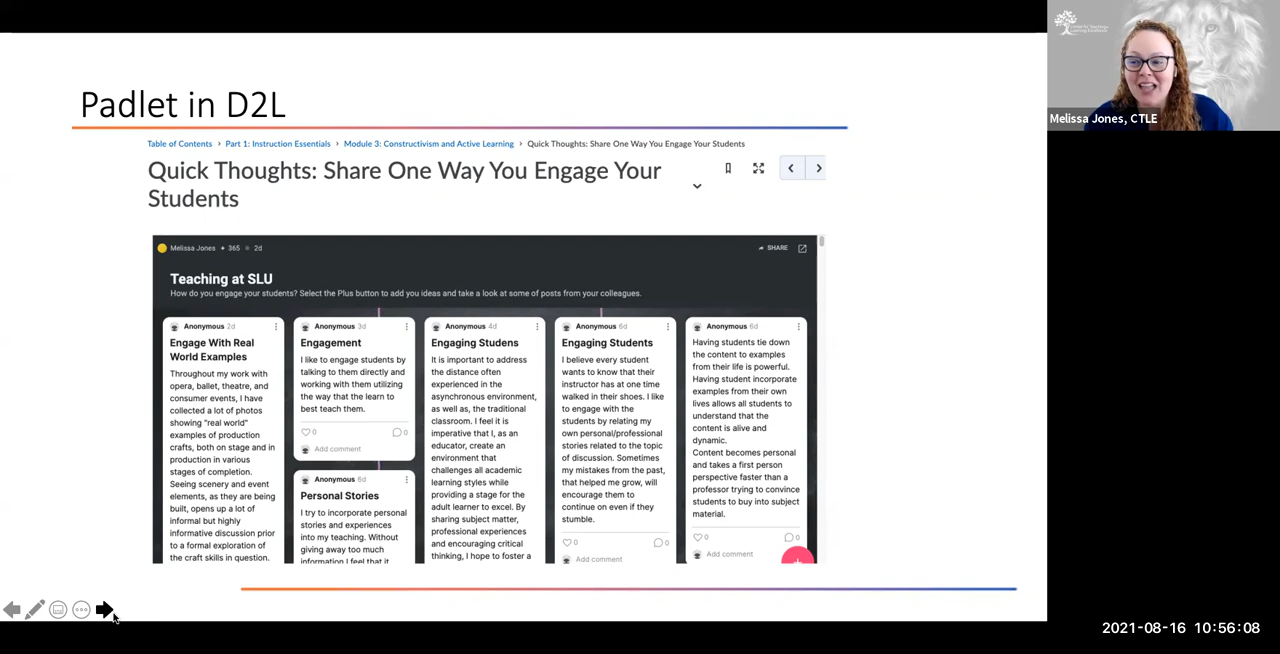 Padlet in D2L
Table of Contents › Part 1: Instruction Essentials › Module 3: Constructivism and Active Learning › Quick Thoughts: Share One Way You Engage Your Students
Quick Thoughts: Share One Way You Engage Your
Students
Melissa Jones + 365 2d
SHARE
Teaching at SLU
How do you engage your students? Select the Plus button to add you ideas and take a look at some of posts from your colleagues.
Anonymous 2d
Engage With Real
World Examples
Throughout my work with
opera, ballet, theatre, and
consumer events, I have
collected a lot of photos
showing "real world"
examples of production
crafts, both on stage and in
production in various
stages of completion.
Seeing scenery and event
elements, as they are being
built, opens up a lot of
informal but highly
informative discussion prior
to a formal exploration of
the craft skills in question.
Anonymous 3d
Engagement
I like to engage students by
talking to them directly and
working with them utilizing
the way that the learn to
best teach them.
0 0
Add comment
Anonymous 6d
Personal Stories
I try to incorporate personal
stories and experiences
into my teaching. Without
giving away too much
information I feel that it
Anonymous 4d
Engaging Studens
It is important to address
the distance often
experienced in the
asynchronous environment,
as well as, the traditional
classroom. I feel it is
imperative that I, as an
educator, create an
environment that
challenges all academic
learning styles while
providing a stage for the
adult learner to excel. By
sharing subject matter,
professional experiences
and encouraging critical
thinking, I hope to foster a
Anonymous 6d
Engaging Students
I believe every student
wants to know that their
instructor has at one time
walked in their shoes. I like
to engage with the
students by relating my
own personal/professional
stories related to the topic
of discussion. Sometimes
my mistakes from the past,
that helped me grow, will
encourage them to
continue on even if they
stumble.
0 0
Add comment
Anonymous 6d
Having students tie down
the content to examples
from their life is powerful.
Having student incorporate
examples from their own
lives allows all students to
understand that the
content is alive and
dynamic.
Content becomes personal
and takes a first person
perspective faster than a
professor trying to convince
students to buy into subject
material.
0 0
Add comment
Melissa Jones, CTLE
2021-08-16 10:56:08